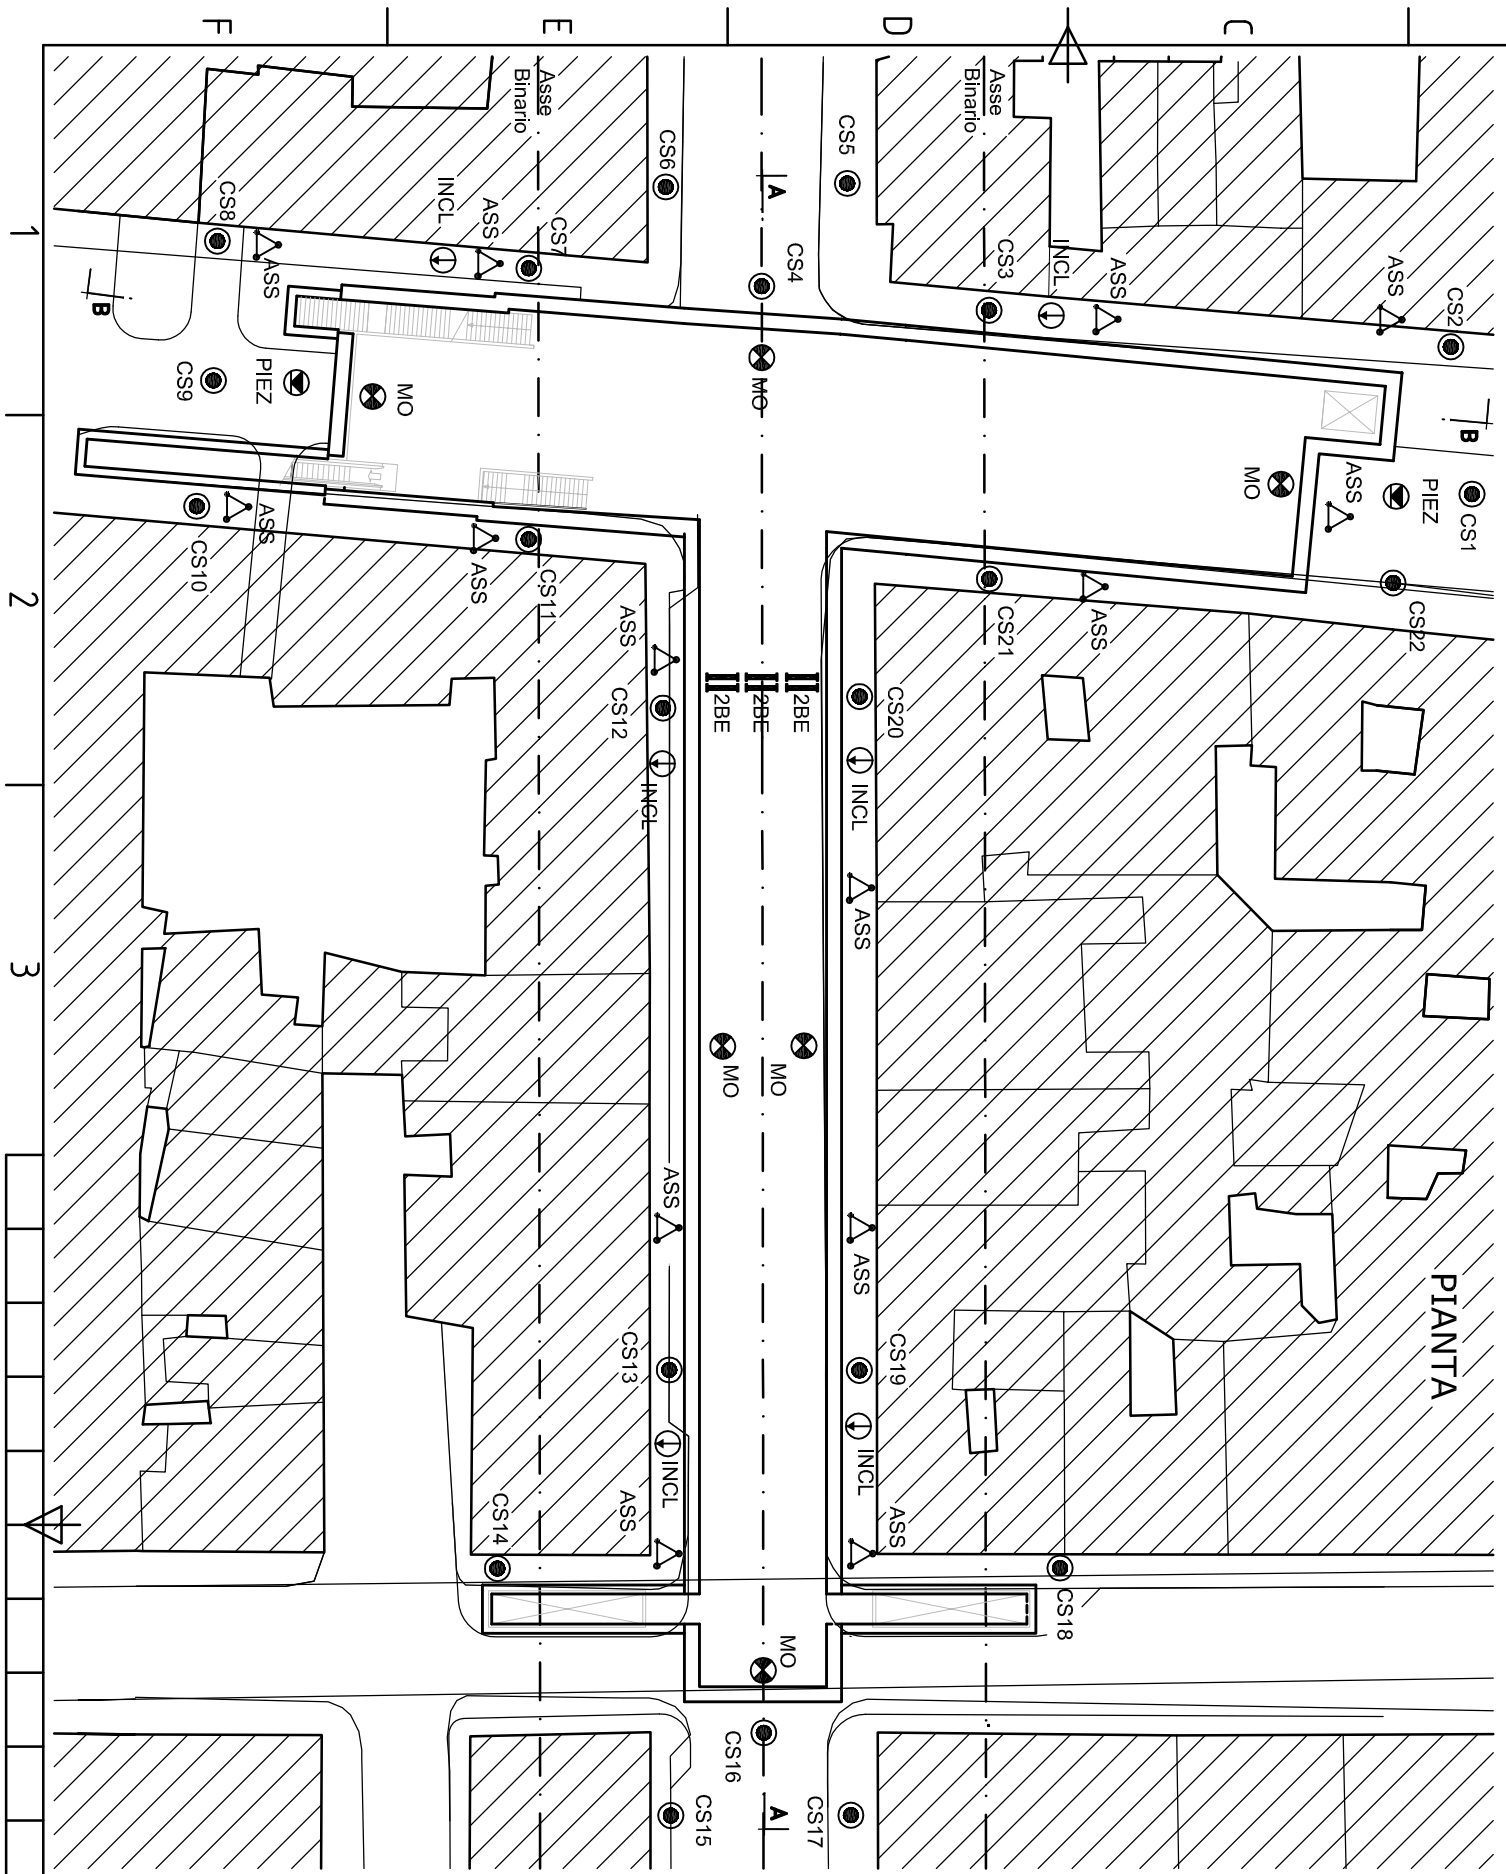 F
E
D
C
1
2
3
Asse
Binario
Asse
Binario
CS6
CS5
A
CS8
INCL
ASS
CS7
CS4
CS3
INCL
ASS
ASS
CS2
ASS
B
CS9
PIEZ
MO
MO
B
MO
ASS
PIEZ
CS1
CS10
ASS
ASS
CS11
ASS
CS12
CS21
ASS
CS22
2BE
2BE
2BE
CS20
INCL
INCL
ASS
MO
MO
ASS
ASS
PIANTA
CS13
CS19
INCL
INCL
CS14
ASS
ASS
CS18
MO
CS16
CS15
A
CS17